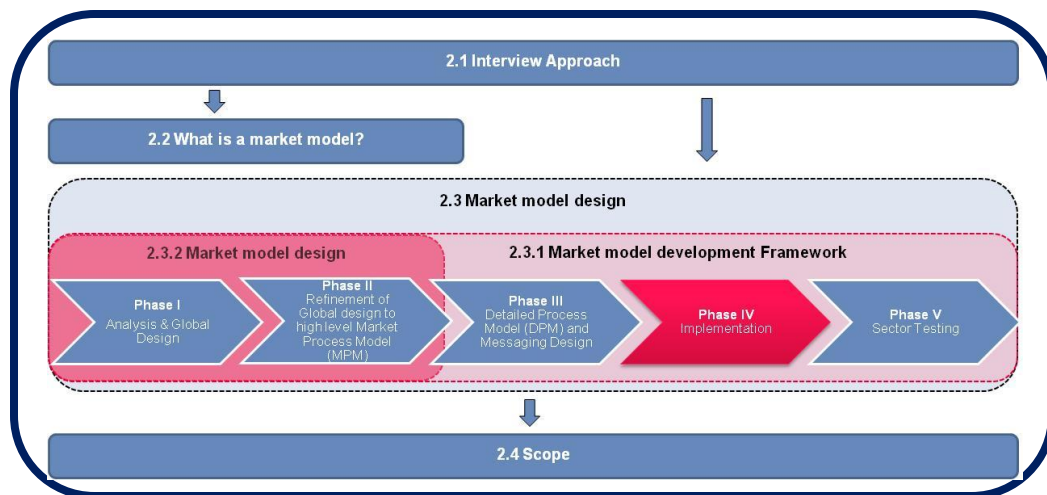 2.1 Interview Approach
2.2 What is a market model?
2.3 Market model design
2.3.2 Market model design
2.3.1 Market model development Framework
Phase I
Analysis & Global
Design
Phase II
Refinement of
Global design to
high level Market
Process Model
(MPM)
Phase III
Detailed Process
Model (DPM) and
Messaging Design
Phase IV
Implementation
Phase V
Sector Testing
2.4 Scope